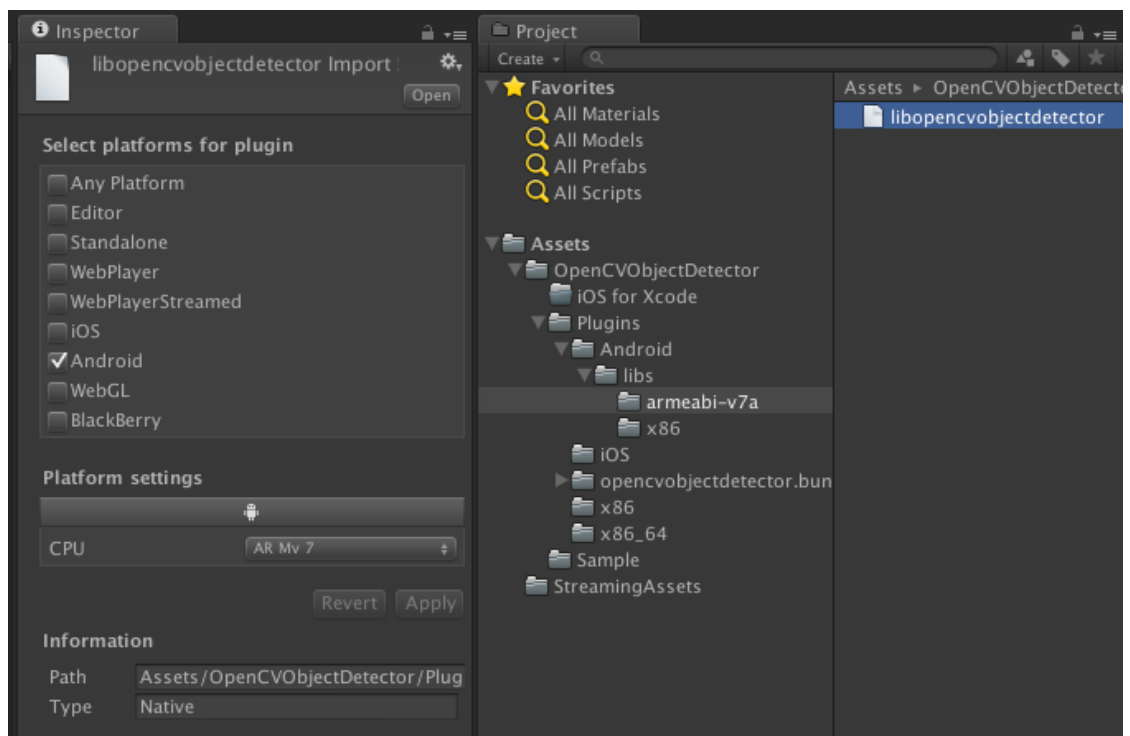 Inspector
libopencvobjectdetector Import
Open
Select platforms for plugin
Any Platform
Editor
Standalone
WebPlayer
WebPlayerStreamed
iOS
Android
WebGL
BlackBerry
Platform settings
CPU
AR Mv 7
Revert
Apply
Information
Path
Assets/OpenCVObjectDetector/Plug
Type
Native
Project
Create
Favorites
All Materials
All Models
All Prefabs
All Scripts
Assets
OpenCVObjectDetector
iOS for Xcode
Plugins
Android
libs
armeabi-v7a
x86
iOS
opencvobjectdetector.bun
x86
x86_64
Sample
StreamingAssets
Assets ▸ OpenCVObjectDetect
libopencvobjectdetector